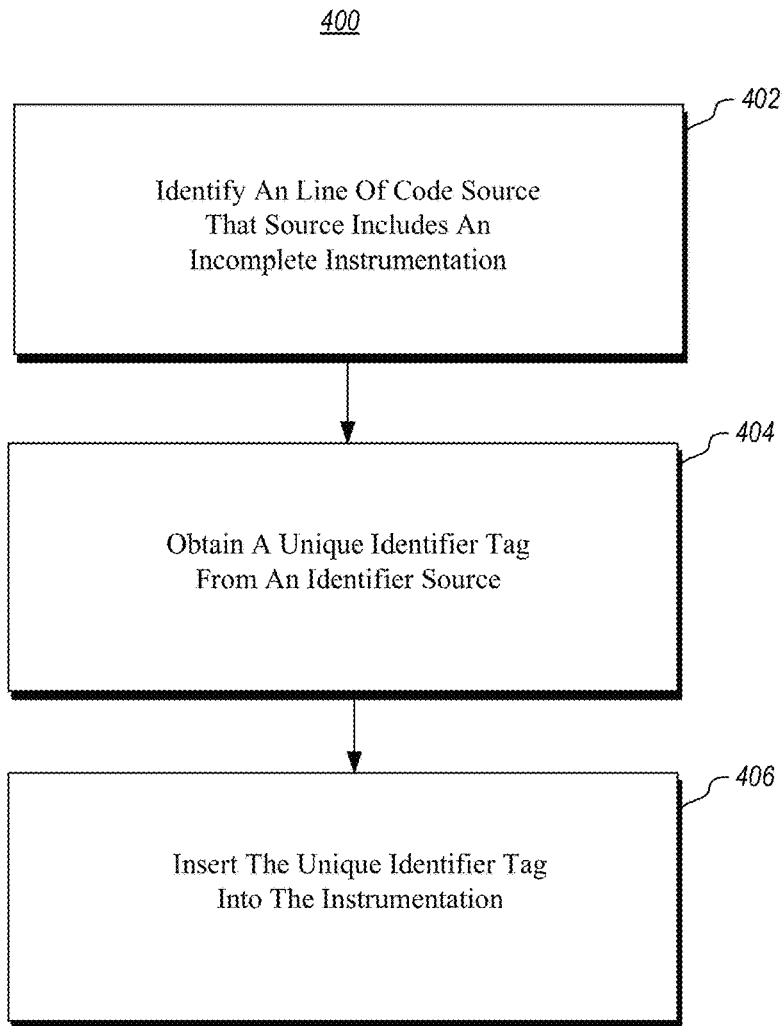 400
402
Identify An Line Of Code Source
That Source Includes An
Incomplete Instrumentation
404
Obtain A Unique Identifier Tag
From An Identifier Source
406
Insert The Unique Identifier Tag
Into The Instrumentation